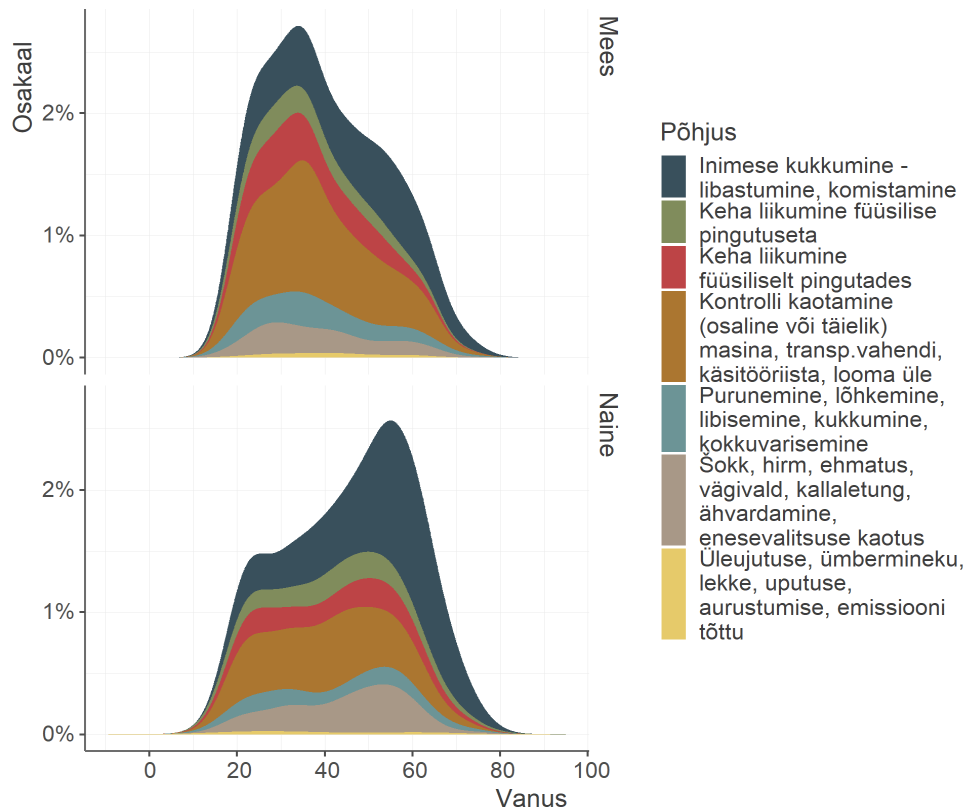 Osakaal
Mees
2%
1%
0%
Naine
2%
1%
0%
0
20
40
60
80
100
Vanus
Põhjus
Inimese kukkumine -
libastumine, komistamine
Keha liikumine füüsilise
pingutuseta
Keha liikumine
füüsiliselt pingutades
Kontrolli kaotamine
(osaline või täielik)
masina, transp.vahendi,
käsitööriista, looma üle
Purunemine, lõhkemine,
libisemine, kukkumine,
kokkuvarisemine
Šokk, hirm, ehmatus,
vägivald, kallaletung,
ähvardamine,
enesevalitsuse kaotus
Üleujutuse, ümbermineku,
lekke, uputuse,
aurustumise, emissiooni
tõttu